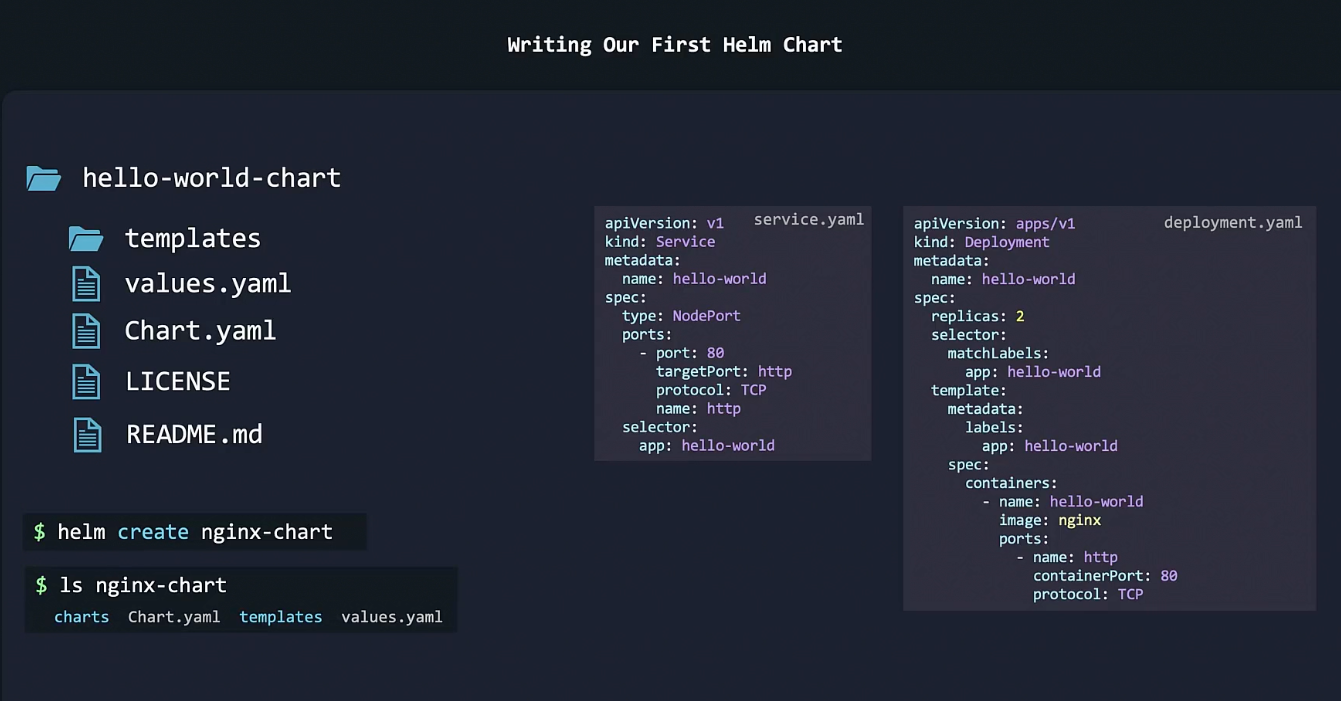 Writing Our First Helm Chart
hello-world-chart
templates
values.yaml
Chart.yaml
LICENSE
README.md
$ helm create nginx-chart
$ ls nginx-chart
charts Chart.yaml templates values.yaml
service.yaml
apiVersion: v1
kind: Service
metadata:
  name: hello-world
spec:
  type: NodePort
  ports:
    - port: 80
      targetPort: http
      protocol: TCP
      name: http
  selector:
    app: hello-world
deployment.yaml
apiVersion: apps/v1
kind: Deployment
metadata:
  name: hello-world
spec:
  replicas: 2
  selector:
    matchLabels:
      app: hello-world
  template:
    metadata:
      labels:
        app: hello-world
    spec:
      containers:
        - name: hello-world
          image: nginx
          ports:
            - name: http
              containerPort: 80
              protocol: TCP